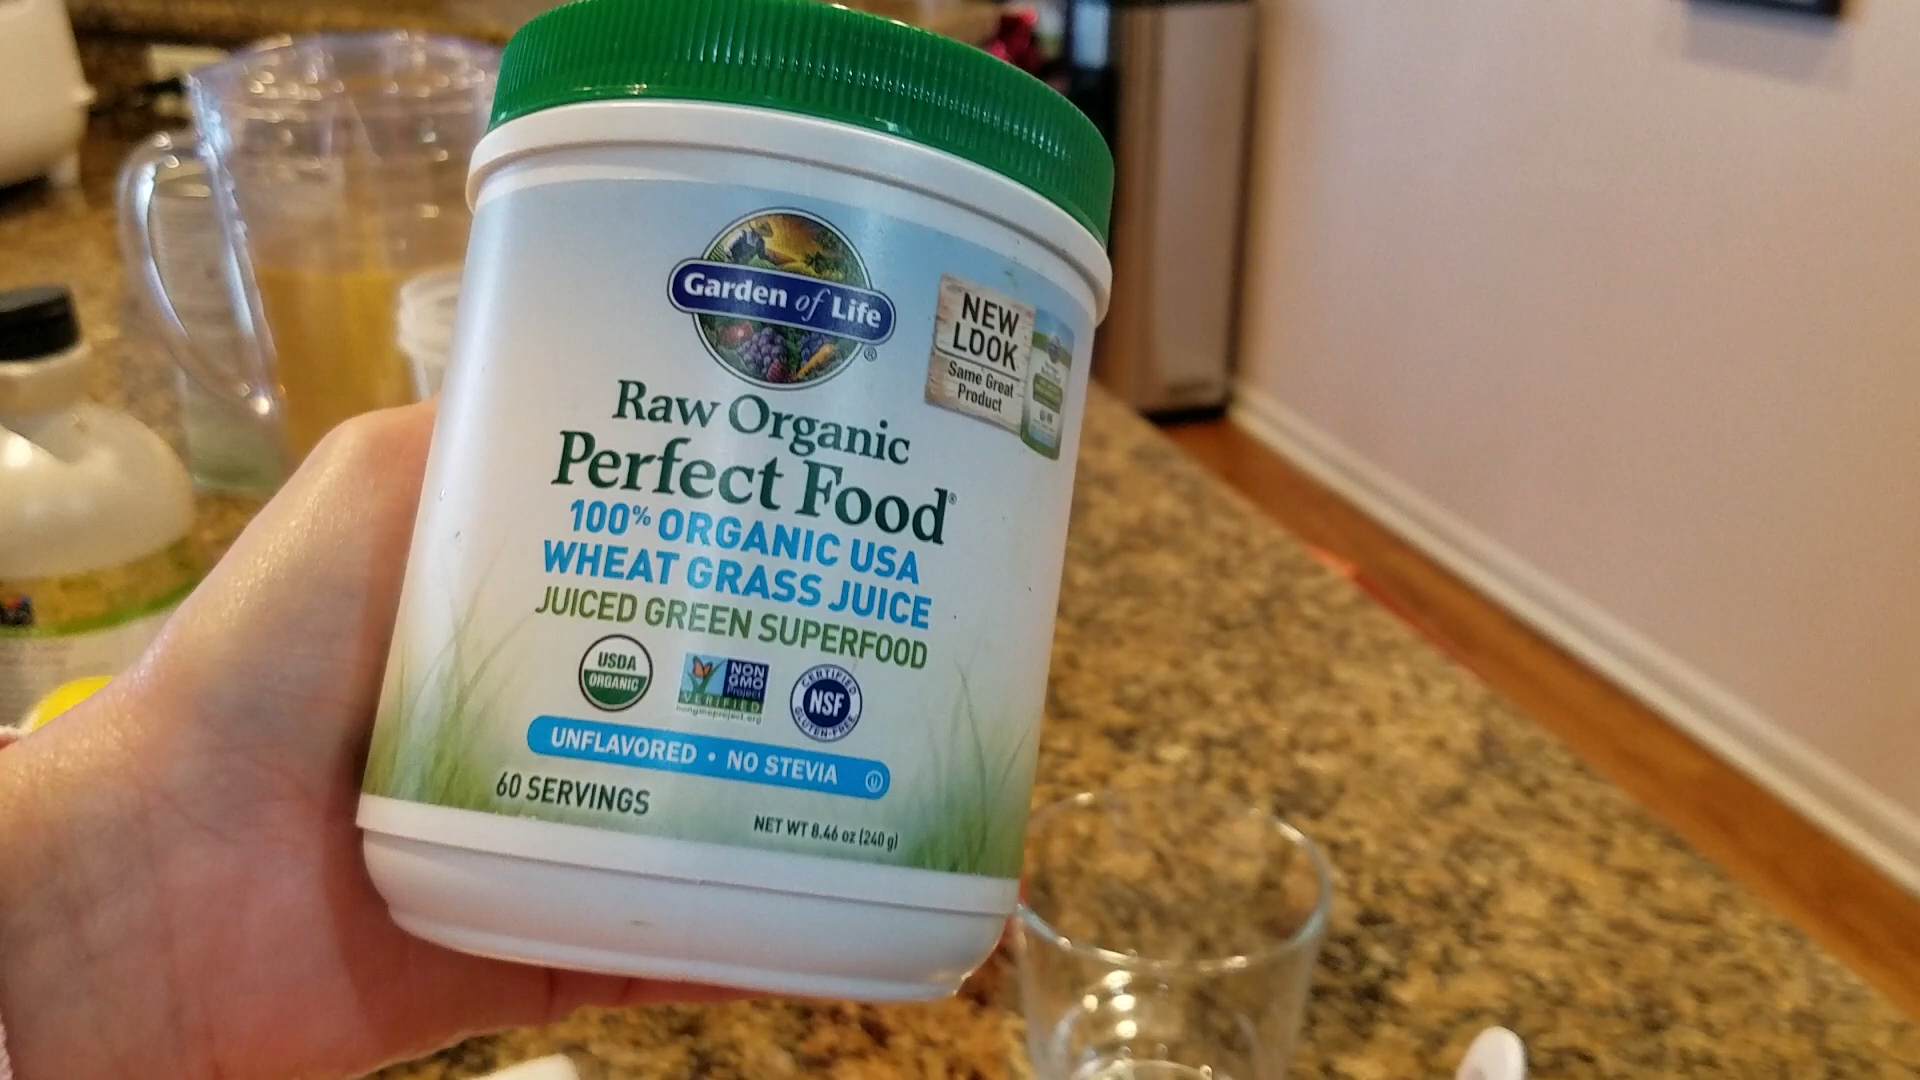 Garden of Life
®
NEW
LOOK
Same Great
Product
Raw Organic
Perfect Food®
100% ORGANIC USA
WHEAT GRASS JUICE
JUICED GREEN SUPERFOOD
USDA
ORGANIC
NON
GMO
Project
VERIFIED
nongmoproject.org
CERTIFIED
NSF
GLUTEN-FREE
UNFLAVORED • NO STEVIA
U
60 SERVINGS
NET WT 8.46 oz (240 g)